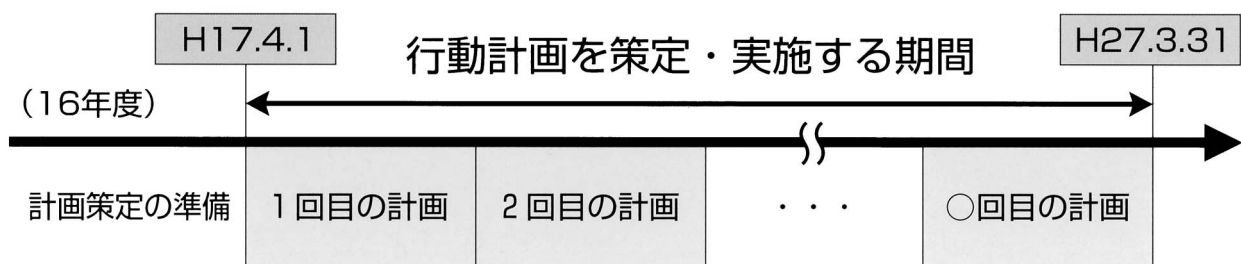 H17.4.1
H27.3.31
行動計画を策定・実施する期間
(16年度)
計画策定の準備
1回目の計画
2回目の計画
・・・
○回目の計画